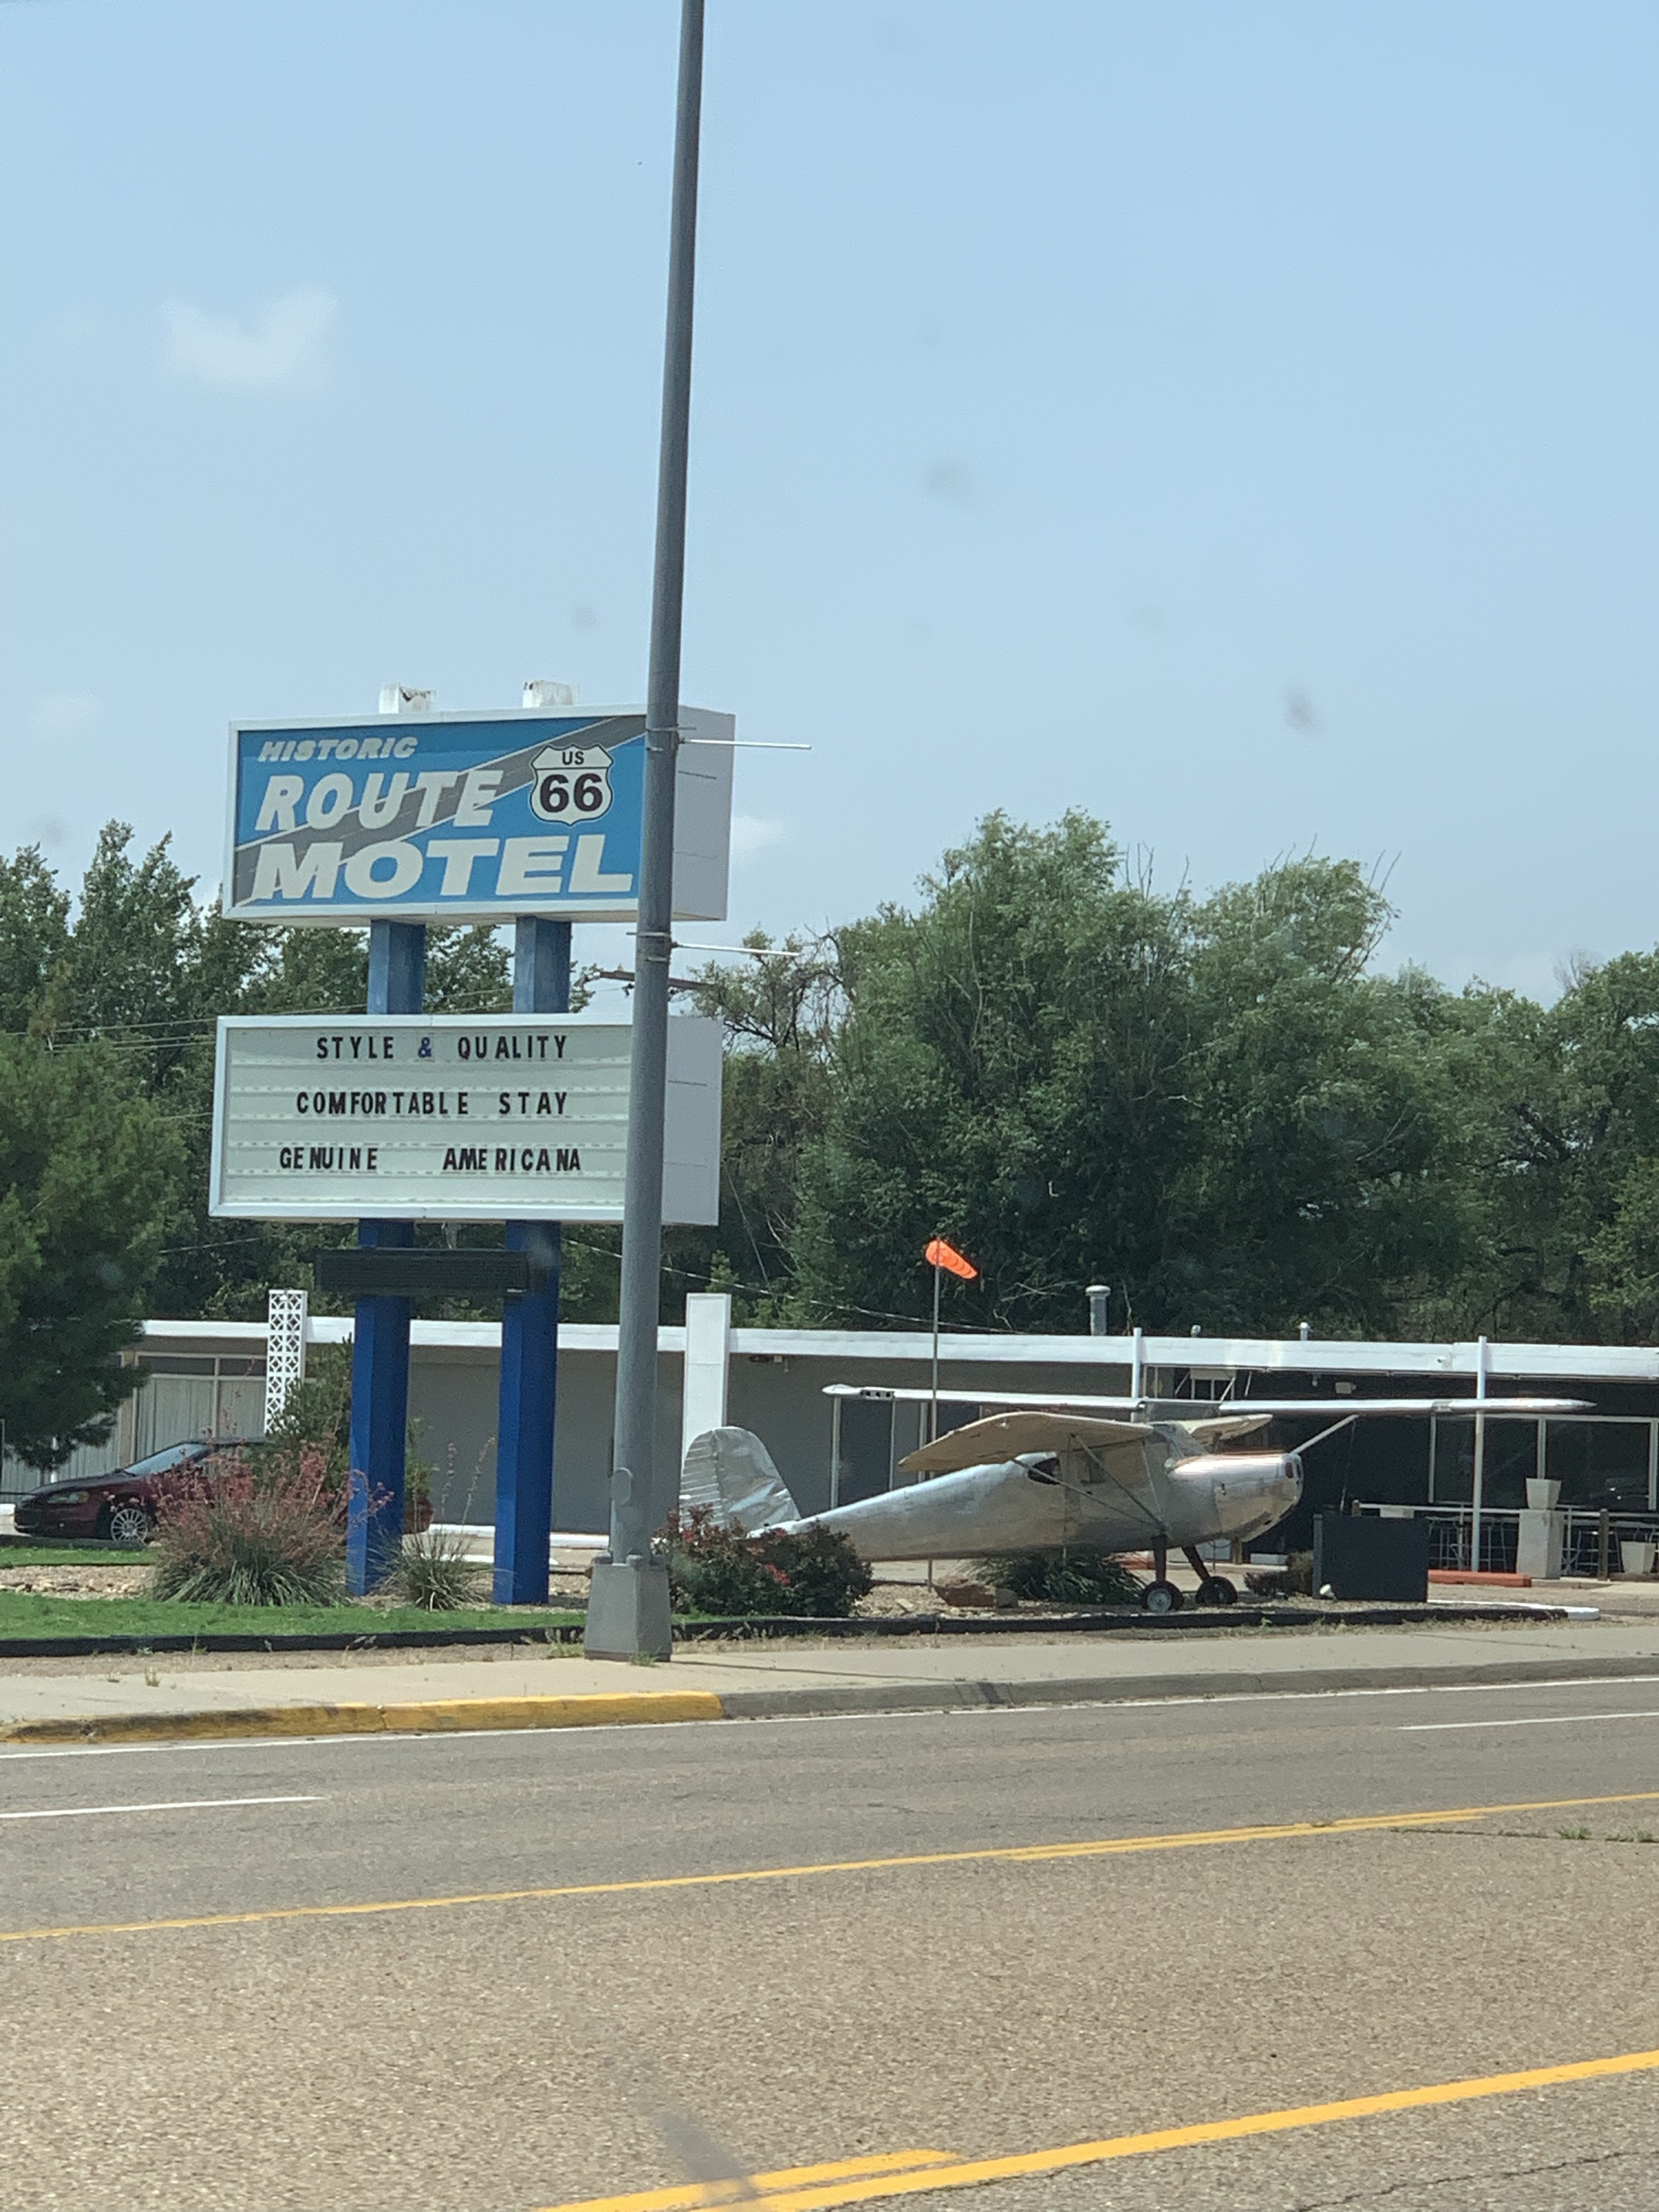 HISTORIC
ROUTE
US
66
MOTEL
STYLE & QUALITY
COMFORTABLE STAY
GENUINE AMERICANA